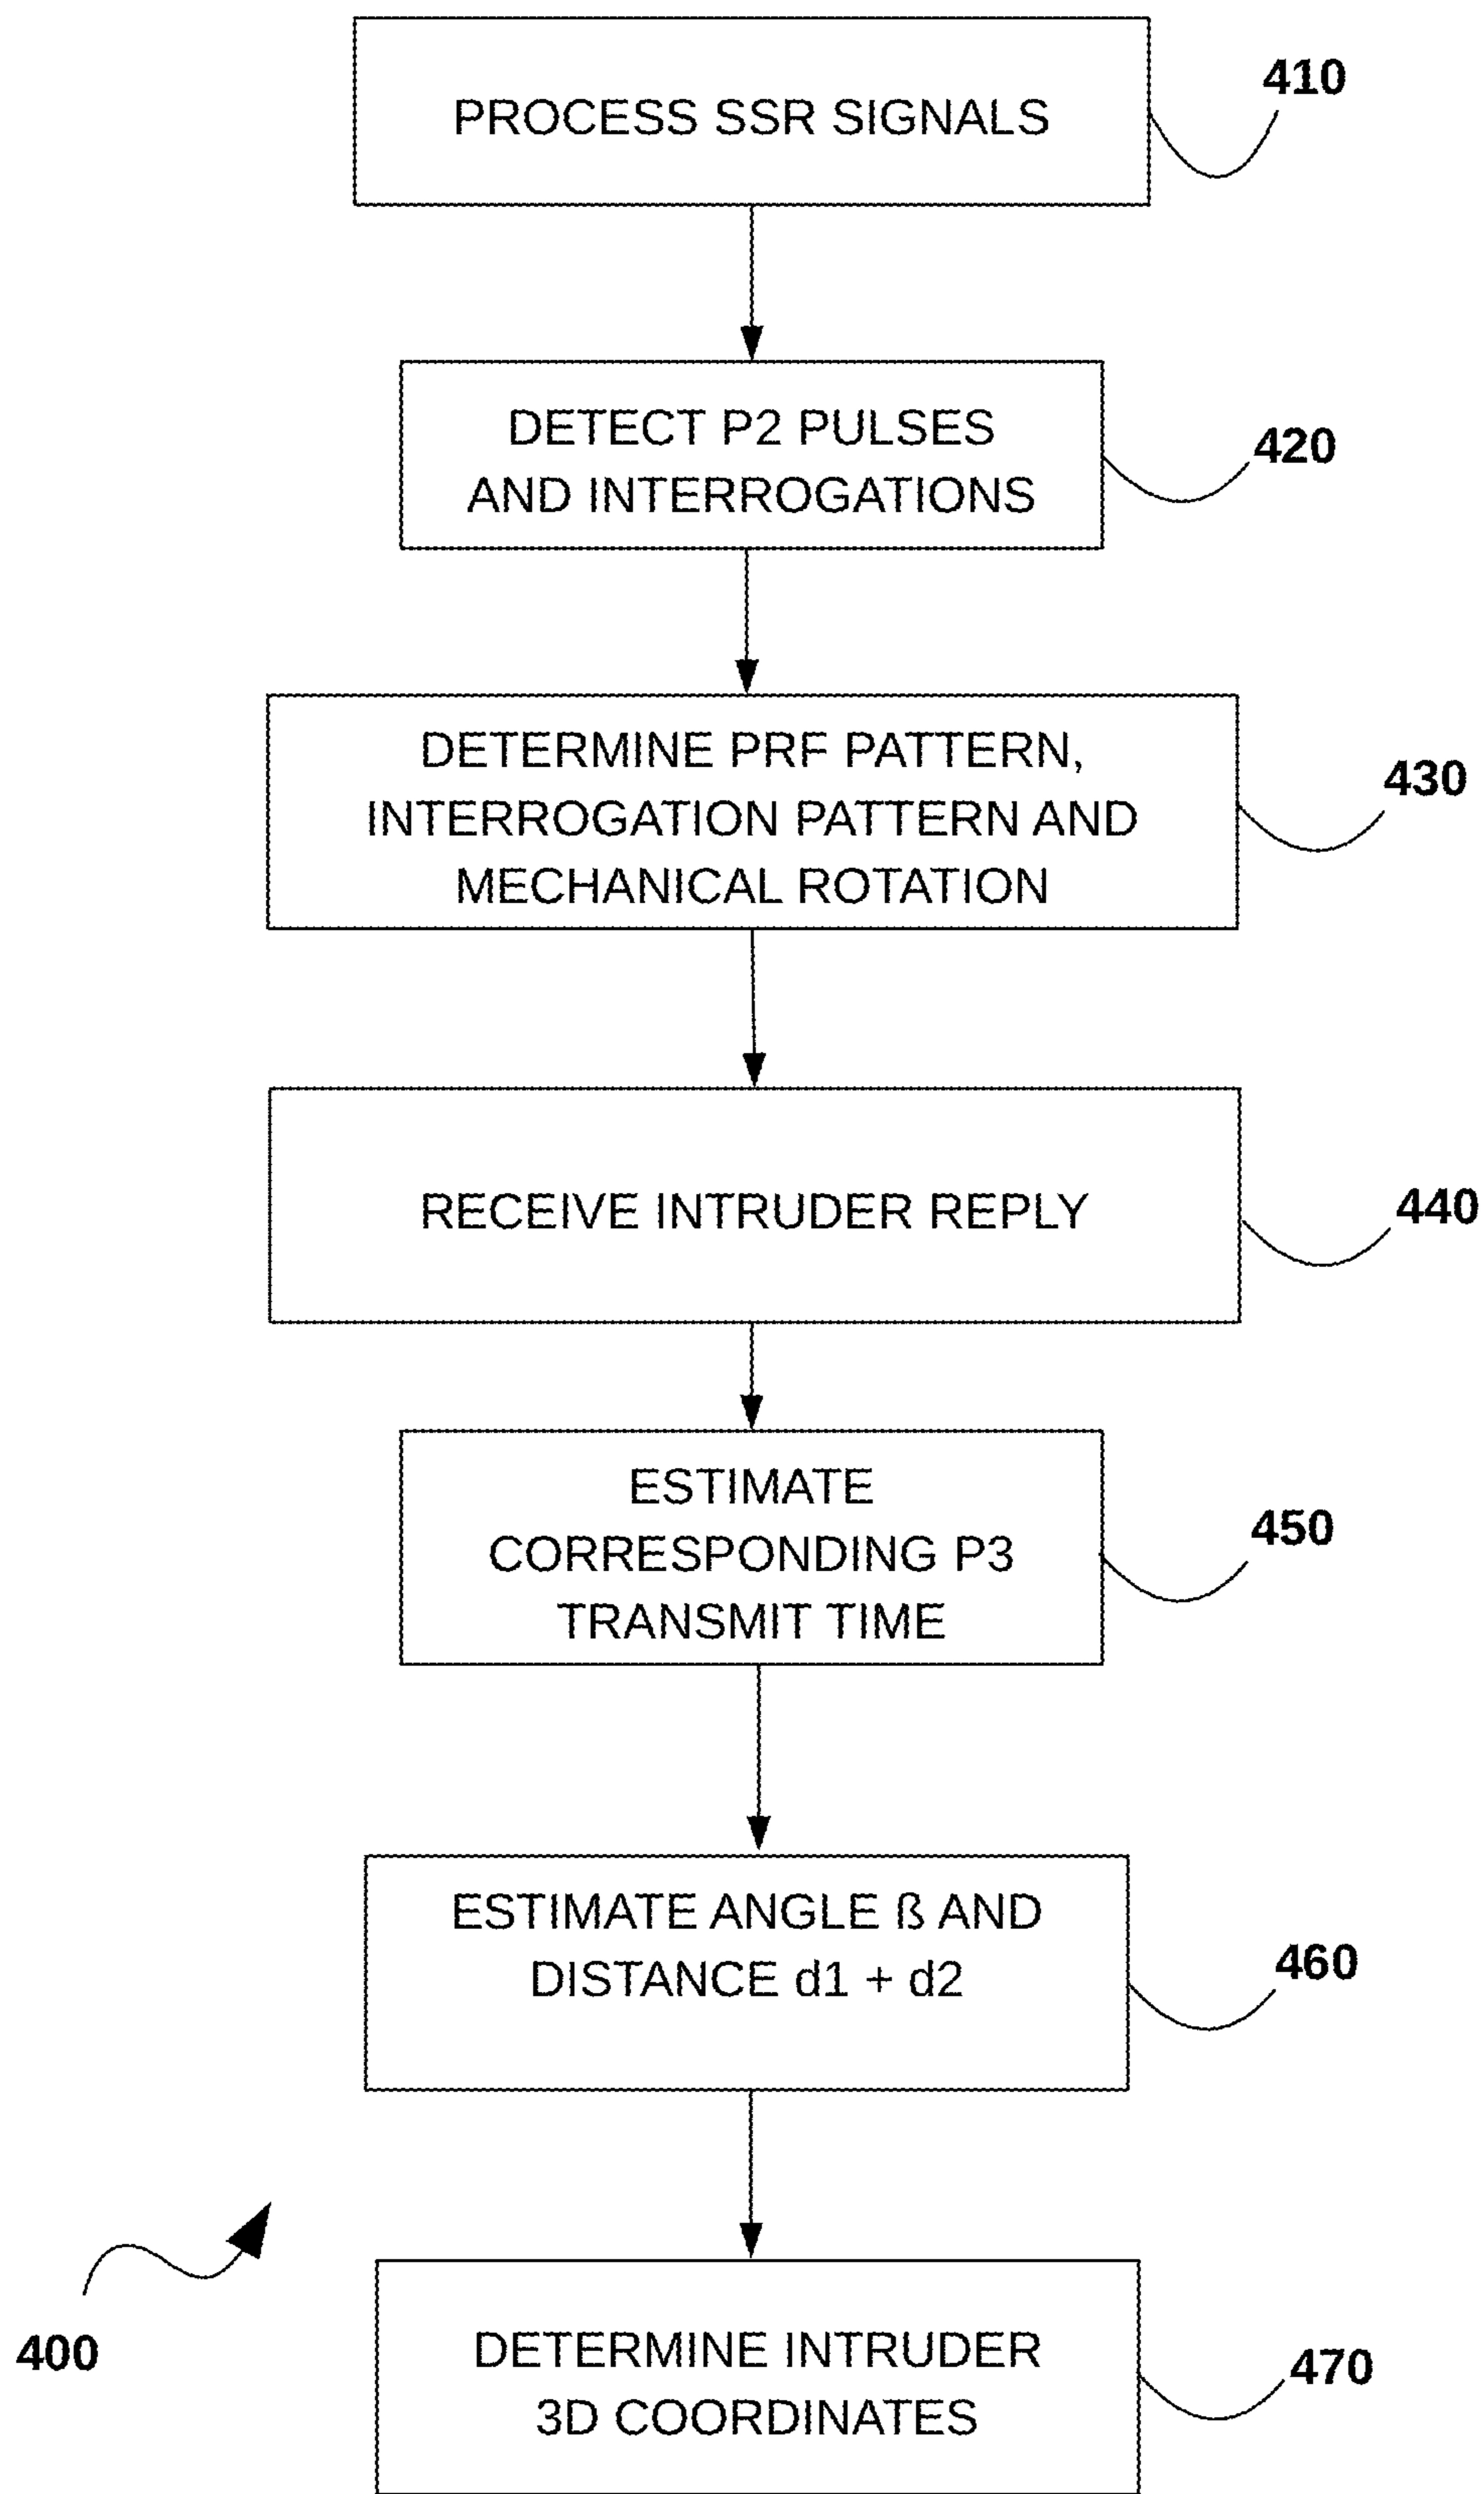 PROCESS SSR SIGNALS
410
DETECT P2 PULSES
AND INTERROGATIONS
420
DETERMINE PRF PATTERN,
INTERROGATION PATTERN AND
MECHANICAL ROTATION
430
RECEIVE INTRUDER REPLY
440
ESTIMATE
CORRESPONDING P3
TRANSMIT TIME
450
ESTIMATE ANGLE ß AND
DISTANCE d1 + d2
460
400
DETERMINE INTRUDER
3D COORDINATES
470